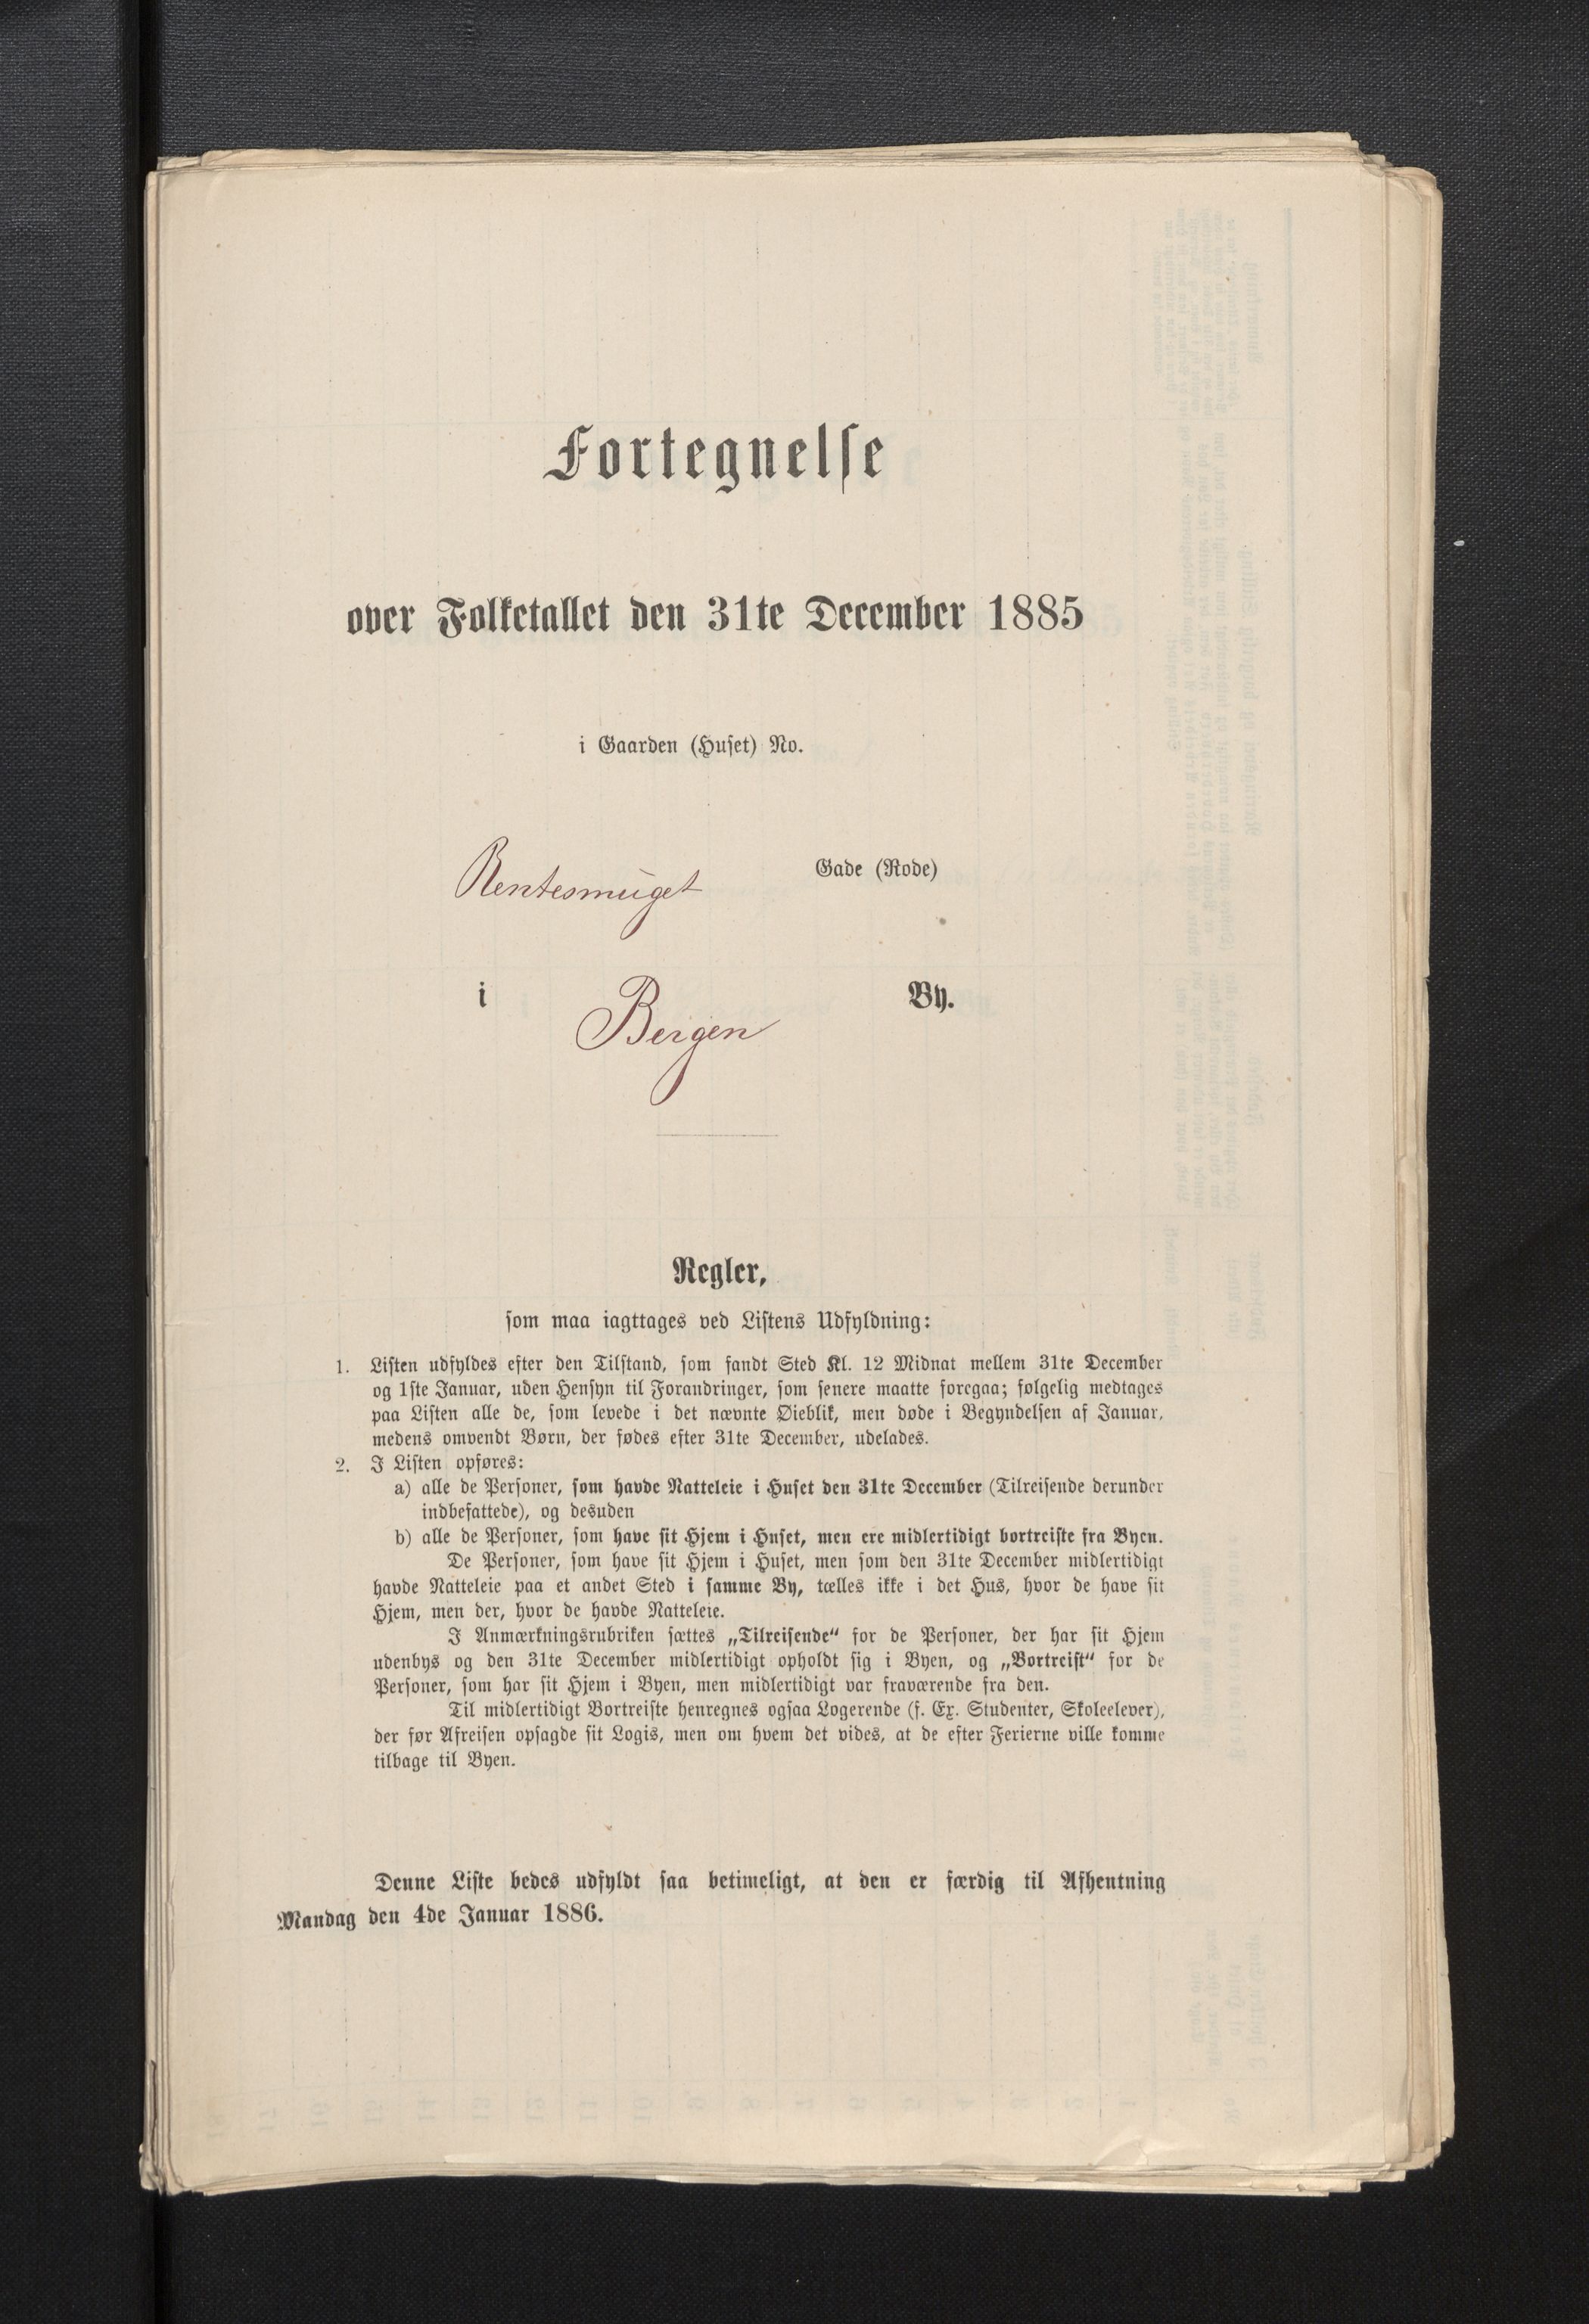 Fortegnelse
over Folketallet den 31te December 1885
i Gaarden (Huset) No.
Rentesmuget Gade (Rode)
i Bergen By.
Regler,
som maa iagttages ved Listens Udfyldning:
1. Listen udfyldes efter den Tilstand, som fandt Sted Kl. 12 Midnat mellem 31te December
og 1ste Januar, uden Hensyn til Forandringer, som senere maatte foregaa; følgelig medtages
paa Listen alle de, som levede i det nævnte Øieblik, men døde i Begyndelsen af Januar,
medens omvendt Børn, der fødes efter 31te December, udelades.
2. I Listen opføres:
a) alle de Personer, som havde Natteleie i Huset den 31te December (Tilreisende derunder
indbefattede), og desuden
b) alle de Personer, som have sit Hjem i Huset, men ere midlertidigt bortreiste fra Byen.
De Personer, som have sit Hjem i Huset, men som den 31te December midlertidigt
havde Natteleie paa et andet Sted i samme By, tælles ikke i det Hus, hvor de have sit
Hjem, men der, hvor de havde Natteleie.
I Anmærkningsrubriken sættes „Tilreisende“ for de Personer, der har sit Hjem
udenbys og den 31te December midlertidigt opholdt sig i Byen, og „Bortreist“ for de
Personer, som har sit Hjem i Byen, men midlertidigt var fraværende fra den.
Til midlertidigt Bortreiste henregnes ogsaa Logerende (f. Ex. Studenter, Skoleelever),
der før Afreisen opsagde sit Logis, men om hvem det vides, at de efter Ferierne ville komme
tilbage til Byen.
Denne Liste bedes udfyldt saa betimeligt, at den er færdig til Afhentning
Mandag den 4de Januar 1886.